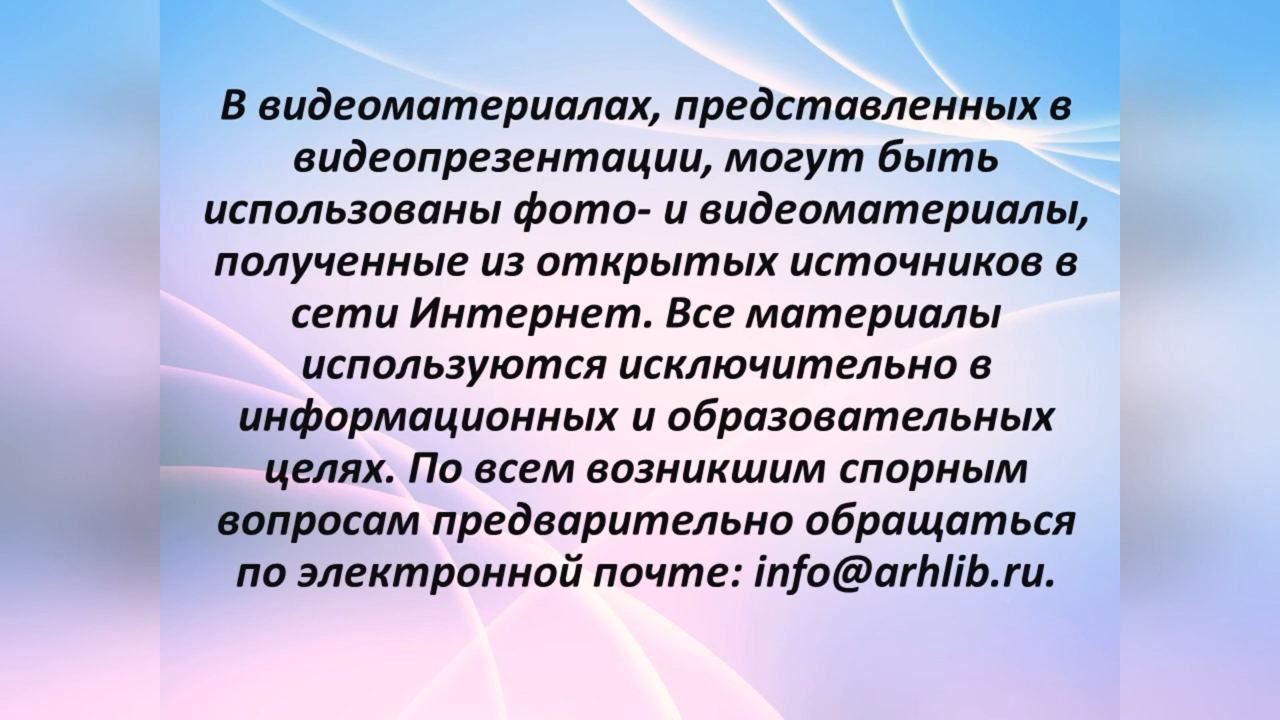 В видеоматериалах, представленных в
видеопрезентации, могут быть
использованы фото- и видеоматериалы,
полученные из открытых источников в
сети Интернет. Все материалы
используются исключительно в
информационных и образовательных
целях. По всем возникшим спорным
вопросам предварительно обращаться
по электронной почте: info@arhlib.ru.